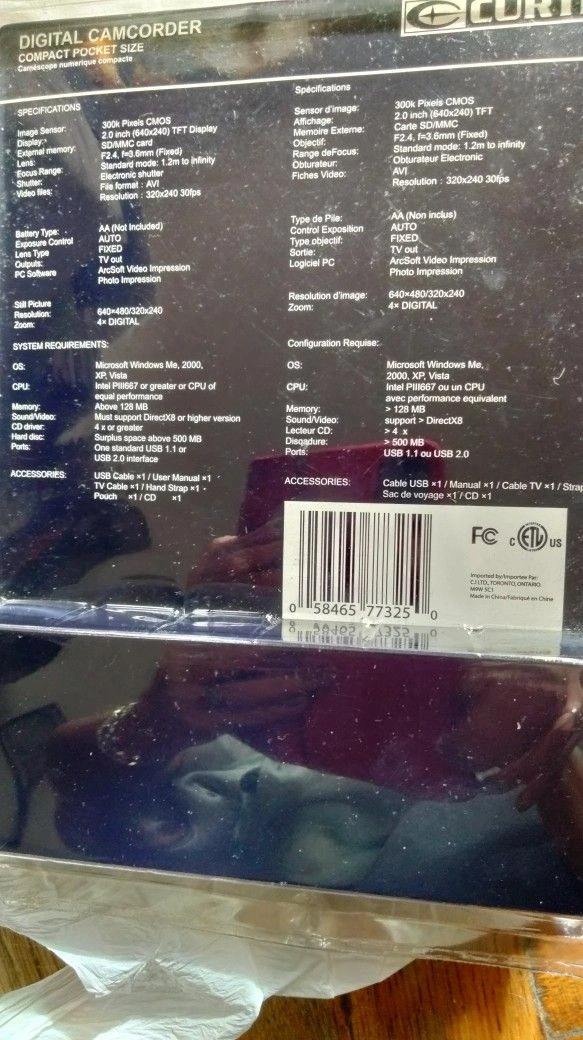 DIGITAL CAMCORDER
COMPACT POCKET SIZE
Caméscope numerique compacte
SPECIFICATIONS
Image Sensor: 300k Pixels CMOS
Display: 2.0 inch (640x240) TFT Display
External memory: SD/MMC card
Lens: F2.4, f=3.6mm (Fixed)
Focus Range: Standard mode: 1.2m to infinity
Shutter: Electronic shutter
Video files: File format : AVI
Resolution : 320x240 30fps
Battery Type: AA (Not Included)
Exposure Control AUTO
Lens Type FIXED
Outputs: TV out
PC Software ArcSoft Video Impression
Photo Impression
Still Picture
Resolution: 640×480/320x240
Zoom: 4× DIGITAL
SYSTEM REQUIREMENTS:
OS: Microsoft Windows Me, 2000,
XP, Vista
CPU: Intel PIII667 or greater or CPU of
equal performance
Memory: Above 128 MB
Sound/Video: Must support DirectX8 or higher version
CD driver: 4 x or greater
Hard disc: Surplus space above 500 MB
Ports: One standard USB 1.1 or
USB 2.0 interface
ACCESSORIES: USB Cable ×1 / User Manual ×1
TV Cable ×1 / Hand Strap ×1
Pouch ×1 / CD ×1
CURT
Spécifications
Sensor d'image: 300k Pixels CMOS
Affichage: 2.0 inch (640x240) TFT
Memoire Externe: Carte SD/MMC
Objectif: F2.4, f=3.6mm (Fixed)
Range deFocus: Standard mode: 1.2m to infinity
Obturateur: Obturateur Electronic
Fiches Video: AVI
Resolution : 320x240 30fps
Type de Pile: AA (Non inclus)
Control Exposition AUTO
Type objectif: FIXED
Sortie: TV out
Logiciel PC ArcSoft Video Impression
Photo Impression
Resolution d'image: 640×480/320x240
Zoom: 4× DIGITAL
Configuration Requise:
OS: Microsoft Windows Me,
2000, XP, Vista
CPU: Intel PIII667 ou un CPU
avec performance equivalent
Memory: > 128 MB
Sound/Video: support > DirectX8
Lecteur CD: > 4 x
Disqadure: > 500 MB
Ports: USB 1.1 ou USB 2.0
ACCESSORIES: Cable USB ×1 / Manual ×1 / Cable TV ×1 / Strap
Sac de voyage ×1 / CD ×1
FC C ETL US
Imported by/Importee Par:
CJ LTD., TORONTO, ONTARIO.
M9W 5C1
Made in China/Fabriqué en Chine
0 58465 77325 0